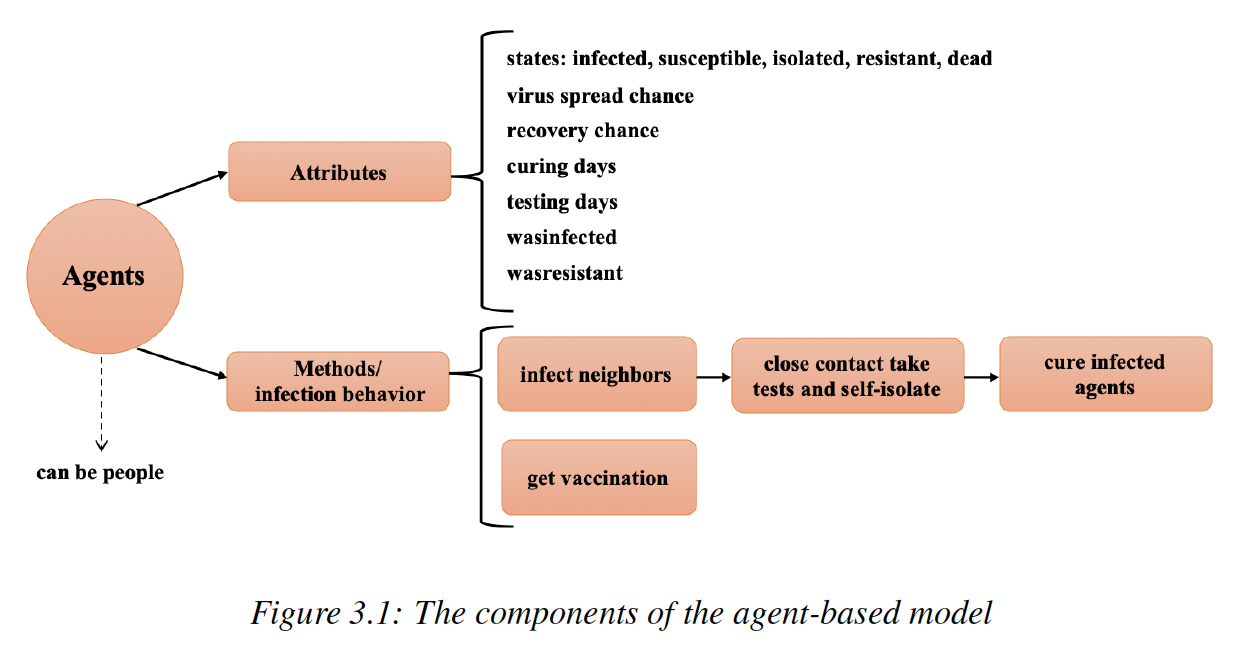 states: infected, susceptible, isolated, resistant, dead
virus spread chance
recovery chance
Attributes
curing days
testing days
wasinfected
wasresistant
Agents
Methods/
infection behavior
infect neighbors
close contact take
tests and self-isolate
cure infected
agents
can be people
get vaccination
Figure 3.1: The components of the agent-based model